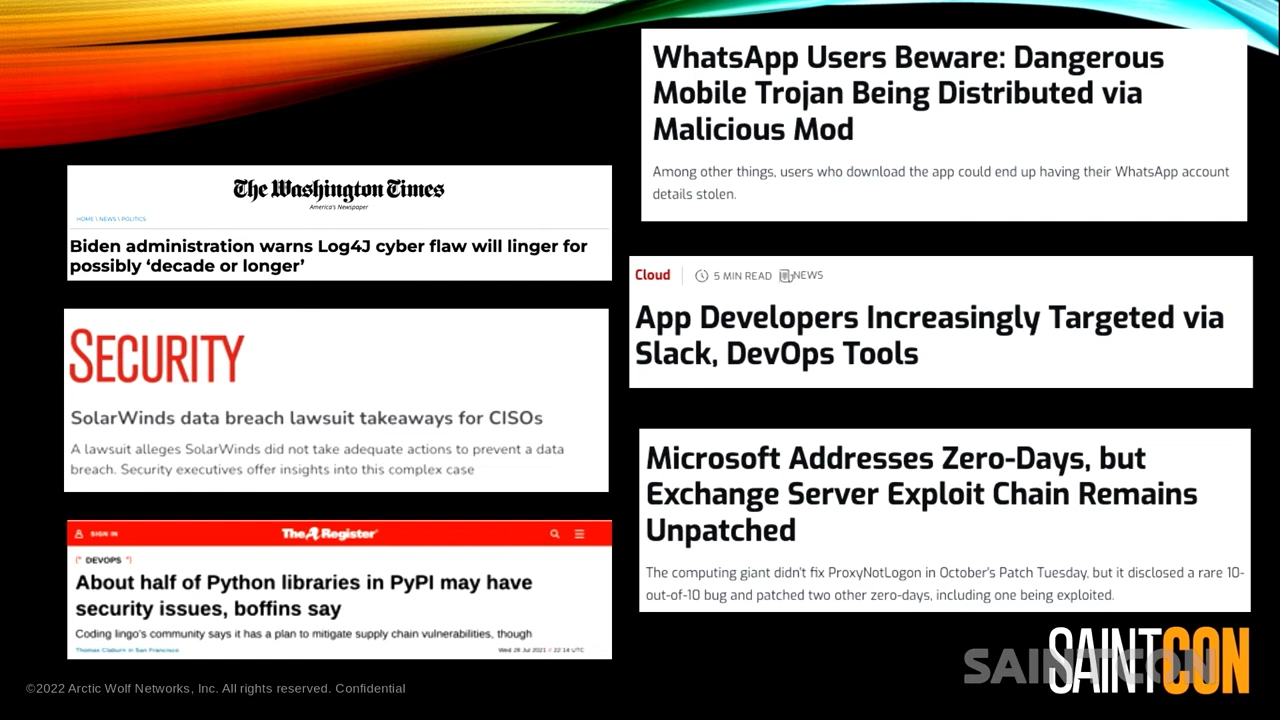 The Washington Times
America's Newspaper
HOME \ NEWS \ POLITICS
Biden administration warns Log4J cyber flaw will linger for
possibly ‘decade or longer’
SECURITY
SolarWinds data breach lawsuit takeaways for CISOs
A lawsuit alleges SolarWinds did not take adequate actions to prevent a data
breach. Security executives offer insights into this complex case
SIGN IN
The Register®
{* DEVOPS *}
About half of Python libraries in PyPI may have
security issues, boffins say
Coding lingo's community says it has a plan to mitigate supply chain vulnerabilities, though
Thomas Claburn in San Francisco
Wed 28 Jul 2021 // 22:14 UTC
WhatsApp Users Beware: Dangerous
Mobile Trojan Being Distributed via
Malicious Mod
Among other things, users who download the app could end up having their WhatsApp account
details stolen.
Cloud
5 MIN READ
NEWS
App Developers Increasingly Targeted via
Slack, DevOps Tools
Microsoft Addresses Zero-Days, but
Exchange Server Exploit Chain Remains
Unpatched
The computing giant didn't fix ProxyNotLogon in October's Patch Tuesday, but it disclosed a rare 10-
out-of-10 bug and patched two other zero-days, including one being exploited.
SAINTCON
SAINTCON
©2022 Arctic Wolf Networks, Inc. All rights reserved. Confidential